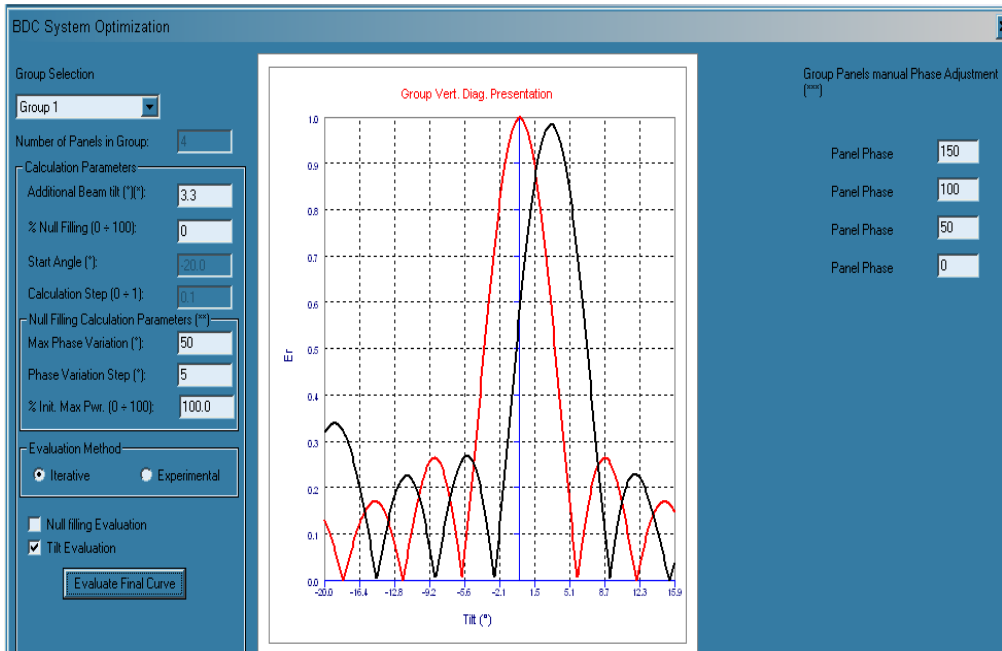 BDC System Optimization
Group Selection
Group 1
Number of Panels in Group: 4
Calculation Parameters
Additional Beam tilt (°)(*): 3.3
% Null Filling (0 ÷ 100): 0
Start Angle (°): -20.0
Calculation Step (0 ÷ 1): 0.1
Null Filling Calculation Parameters (**)
Max Phase Variation (°): 50
Phase Variation Step (°): 5
% Init. Max Pwr. (0 ÷ 100): 100.0
Evaluation Method
Iterative
Experimental
Null filling Evaluation
Tilt Evaluation
Evaluate Final Curve
Group Vert. Diag. Presentation
1.0
0.9
0.8
0.7
0.6
0.5
0.4
0.3
0.2
0.1
0.0
Er
-20.0 -16.4 -12.8 -9.2 -5.6 -2.1 1.5 5.1 8.7 12.3 15.9
Tilt (°)
Group Panels manual Phase Adjustment
(***)
Panel Phase 150
Panel Phase 100
Panel Phase 50
Panel Phase 0